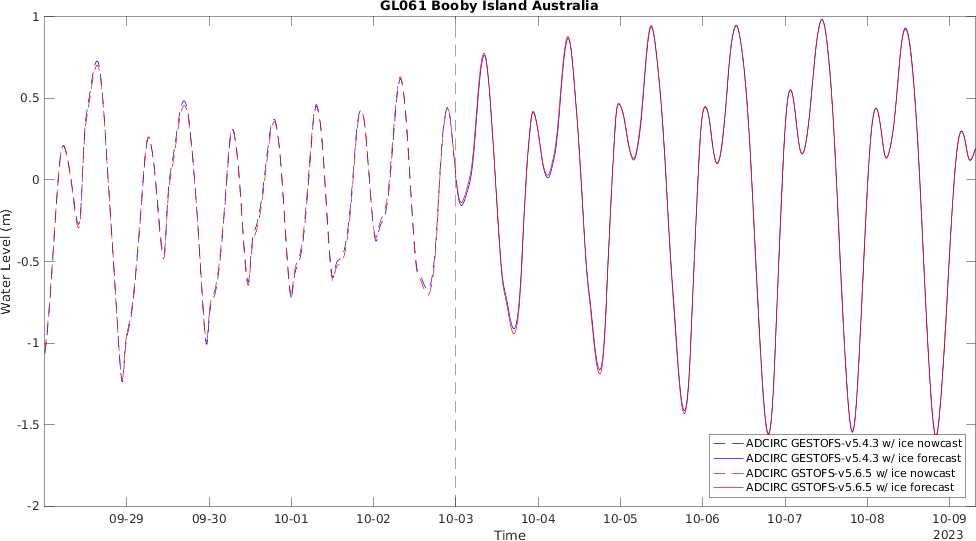 GL061 Booby Island Australia
1
0.5
0
-0.5
-1
-1.5
-2
Water Level (m)
ADCIRC GESTOFS-v5.4.3 w/ ice nowcast
ADCIRC GESTOFS-v5.4.3 w/ ice forecast
ADCIRC GSTOFS-v5.6.5 w/ ice nowcast
ADCIRC GSTOFS-v5.6.5 w/ ice forecast
09-29 09-30 10-01 10-02 10-03 10-04 10-05 10-06 10-07 10-08 10-09
Time
2023